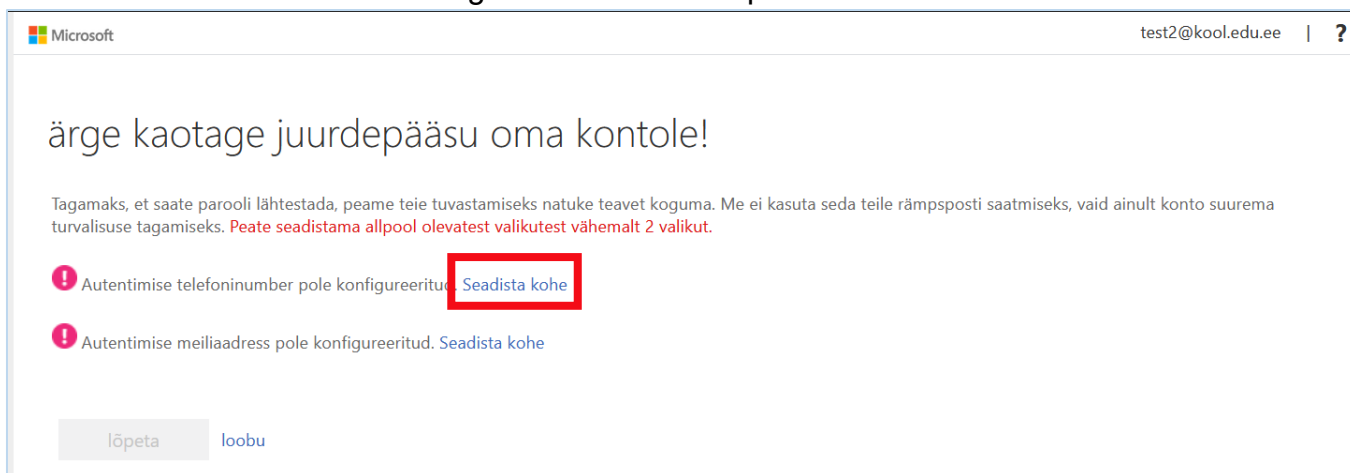 Microsoft
test2@kool.edu.ee | ?
ärge kaotage juurdepääsu oma kontole!
Tagamaks, et saate parooli lähtestada, peame teie tuvastamiseks natuke teavet koguma. Me ei kasuta seda teile rämpsposti saatmiseks, vaid ainult konto suurema
turvalisuse tagamiseks. Peate seadistama allpool olevatest valikutest vähemalt 2 valikut.
! Autentimise telefoninumber pole konfigureeritud. Seadista kohe
! Autentimise meiliaadress pole konfigureeritud. Seadista kohe
lõpeta loobu